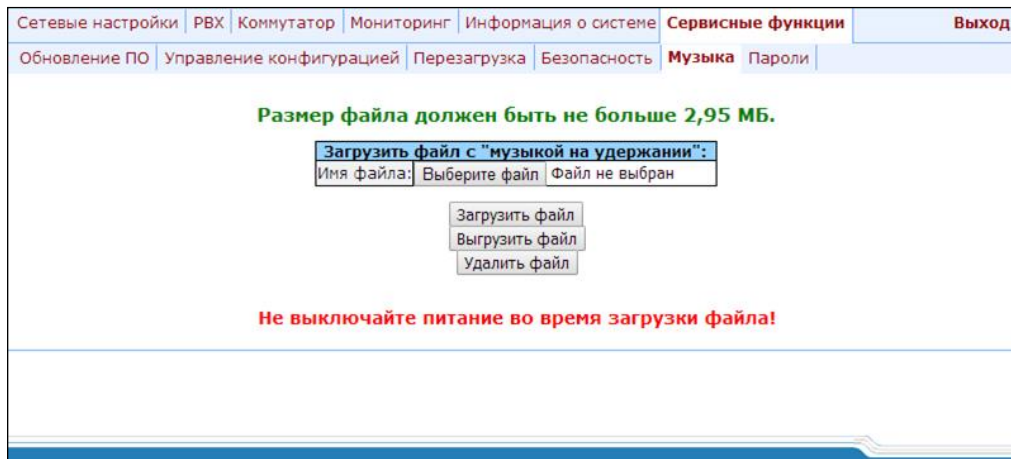 Сетевые настройки PBX Коммутатор Мониторинг Информация о системе Сервисные функции Выход
Обновление ПО Управление конфигурацией Перезагрузка Безопасность Музыка Пароли
Размер файла должен быть не больше 2,95 МБ.
Загрузить файл с "музыкой на удержании":
Имя файла: Выберите файл Файл не выбран
Загрузить файл
Выгрузить файл
Удалить файл
Не выключайте питание во время загрузки файла!